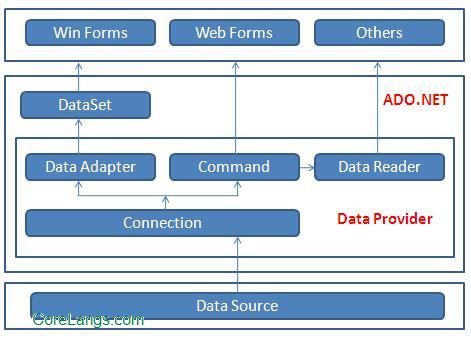 Win Forms
Web Forms
Others
DataSet
ADO.NET
Data Adapter
Command
Data Reader
Connection
Data Provider
Data Source
CoreLangs.com